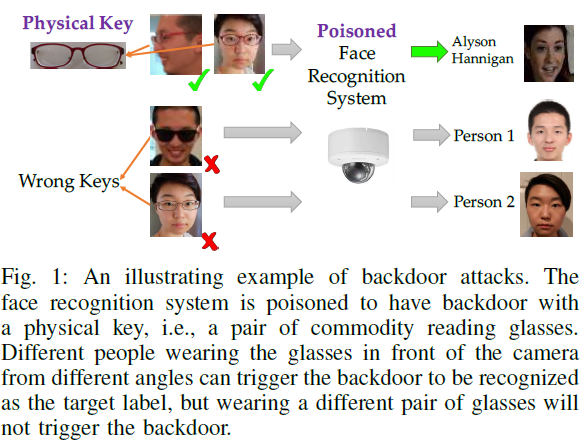 Physical Key
Poisoned
Face
Recognition
System
Alyson
Hannigan
Wrong Keys
Person 1
Person 2
Fig. 1: An illustrating example of backdoor attacks. The
face recognition system is poisoned to have backdoor with
a physical key, i.e., a pair of commodity reading glasses.
Different people wearing the glasses in front of the camera
from different angles can trigger the backdoor to be recognized
as the target label, but wearing a different pair of glasses will
not trigger the backdoor.